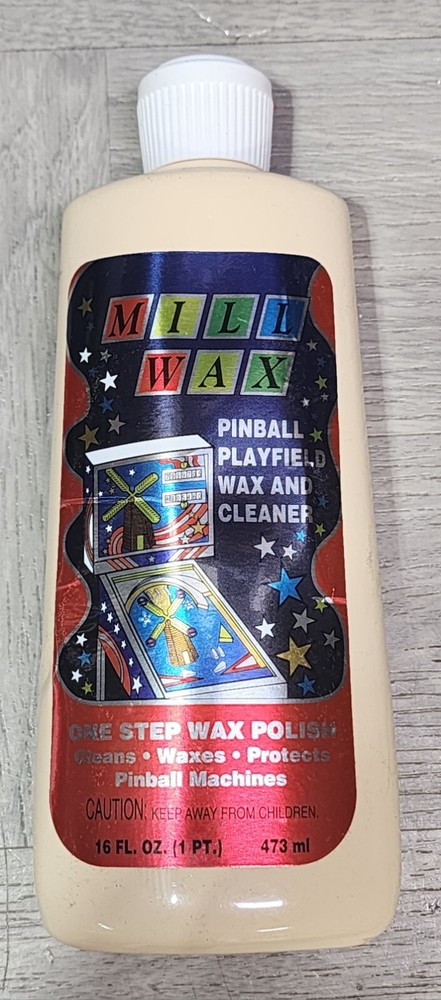 MILL
WAX
PINBALL
PLAYFIELD
WAX AND
CLEANER
ONE STEP WAX POLISH
Cleans • Waxes • Protects
Pinball Machines
CAUTION: KEEP AWAY FROM CHILDREN.
16 FL. OZ. (1 PT.) 473 ml